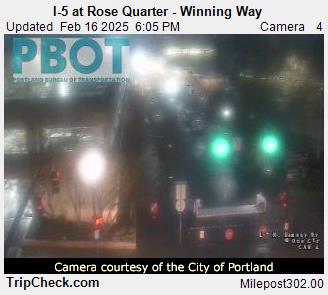 I-5 at Rose Quarter - Winning Way
Updated Feb 16 2025 6:05 PM Camera 4
PBOT
PORTLAND BUREAU OF TRANSPORTATION
Camera courtesy of the City of Portland
TripCheck.com Milepost302.00